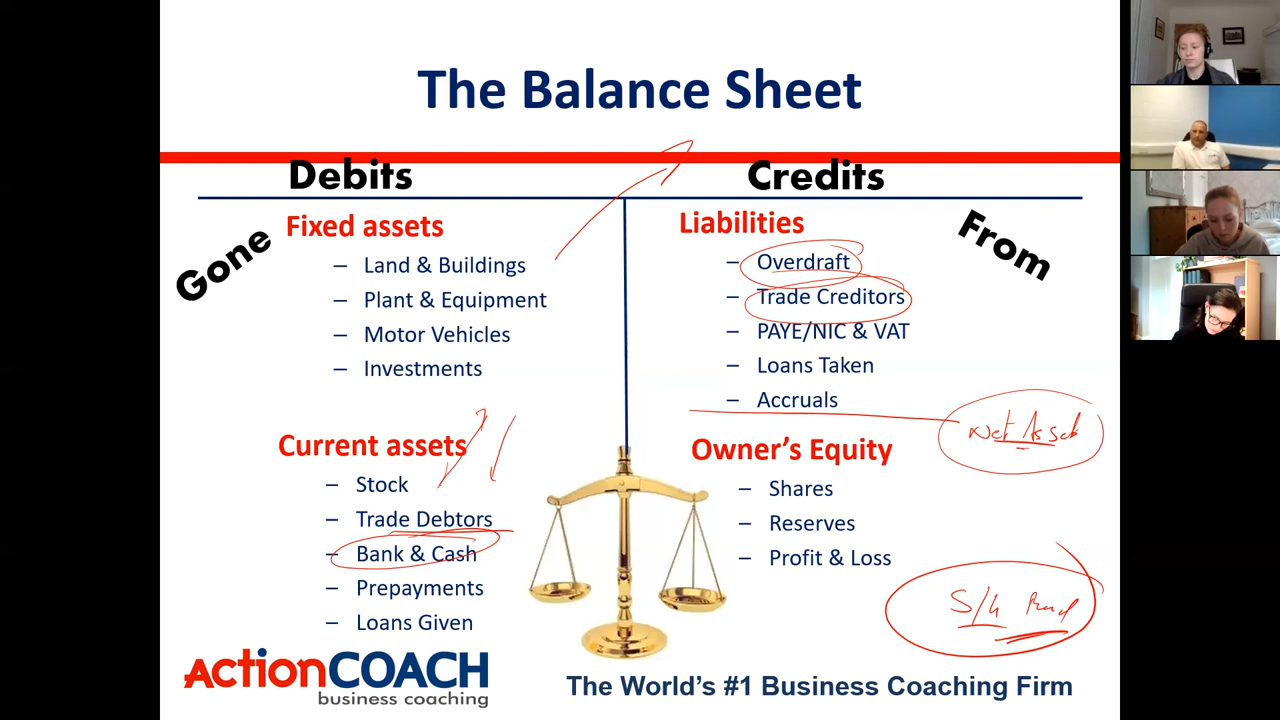 The Balance Sheet
Debits
Credits
Gone
From
Fixed assets
– Land & Buildings
– Plant & Equipment
– Motor Vehicles
– Investments
Current assets
– Stock
– Trade Debtors
– Bank & Cash
– Prepayments
– Loans Given
Liabilities
– Overdraft
– Trade Creditors
– PAYE/NIC & VAT
– Loans Taken
– Accruals
Net Asset
Owner's Equity
– Shares
– Reserves
– Profit & Loss
S/h
ActionCOACH
business coaching
The World's #1 Business Coaching Firm